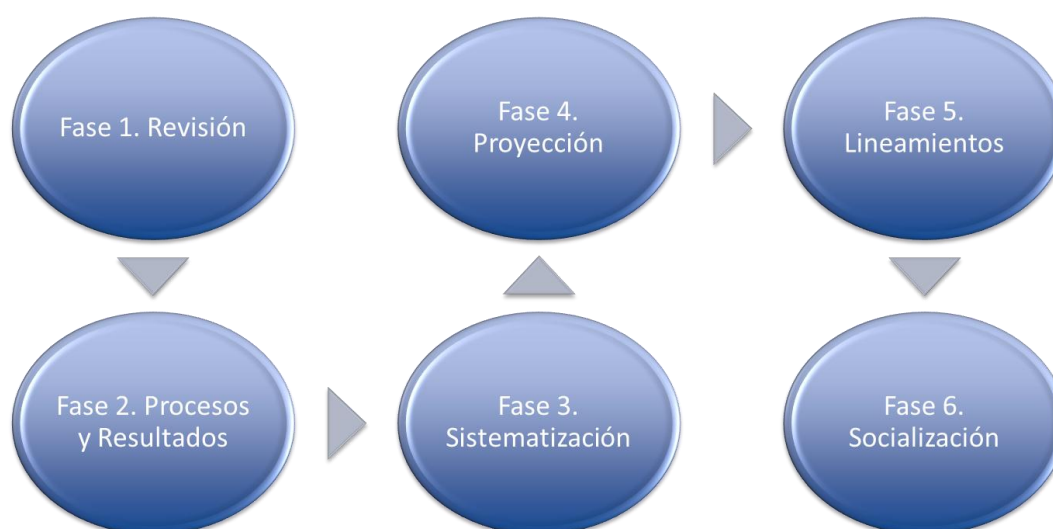 Fase 1. Revisión
Fase 2. Procesos
y Resultados
Fase 3.
Sistematización
Fase 4.
Proyección
Fase 5.
Lineamientos
Fase 6.
Socialización